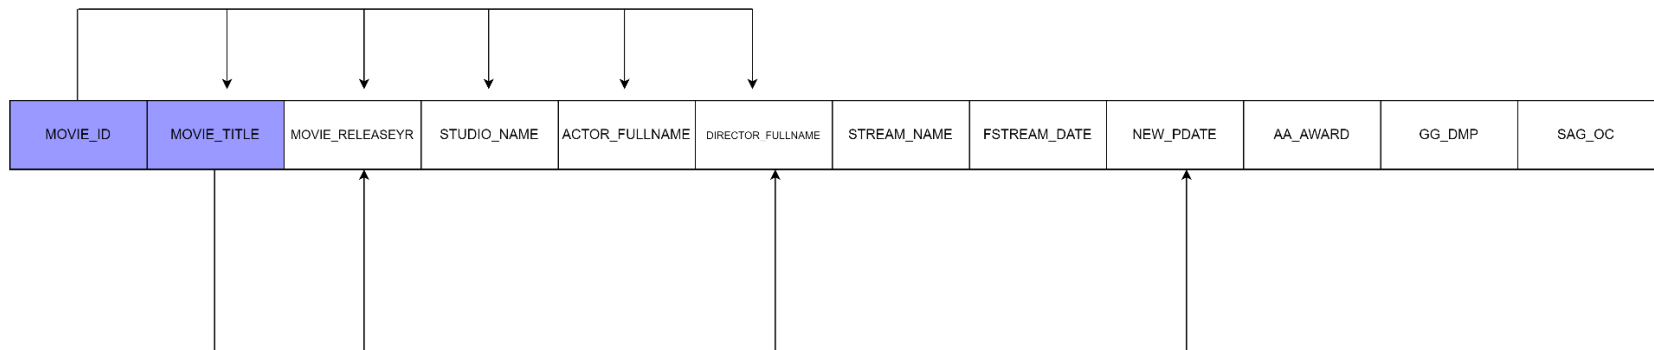 MOVIE_ID MOVIE_TITLE MOVIE_RELEASEYR STUDIO_NAME ACTOR_FULLNAME DIRECTOR_FULLNAME STREAM_NAME FSTREAM_DATE NEW_PDATE AA_AWARD GG_DMP SAG_OC